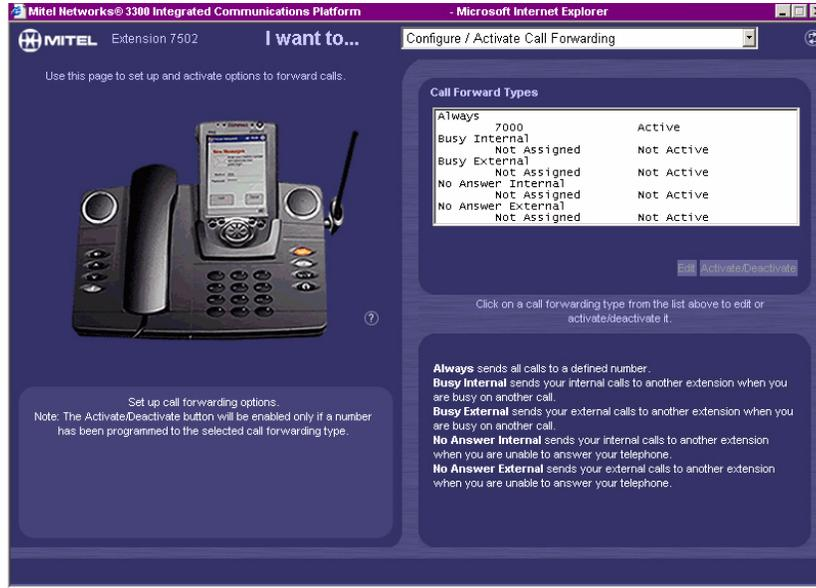 Mitel Networks® 3300 Integrated Communications Platform - Microsoft Internet Explorer
MITEL Extension 7502 I want to... Configure / Activate Call Forwarding
Use this page to set up and activate options to forward calls.
Call Forward Types
Always
7000 Active
Busy Internal
Not Assigned Not Active
Busy External
Not Assigned Not Active
No Answer Internal
Not Assigned Not Active
No Answer External
Not Assigned Not Active
Edit Activate/Deactivate
Click on a call forwarding type from the list above to edit or
activate/deactivate it.
?
Set up call forwarding options.
Note: The Activate/Deactivate button will be enabled only if a number
has been programmed to the selected call forwarding type.
Always sends all calls to a defined number.
Busy Internal sends your internal calls to another extension when you
are busy on another call.
Busy External sends your external calls to another extension when you
are busy on another call.
No Answer Internal sends your internal calls to another extension
when you are unable to answer your telephone.
No Answer External sends your external calls to another extension
when you are unable to answer your telephone.